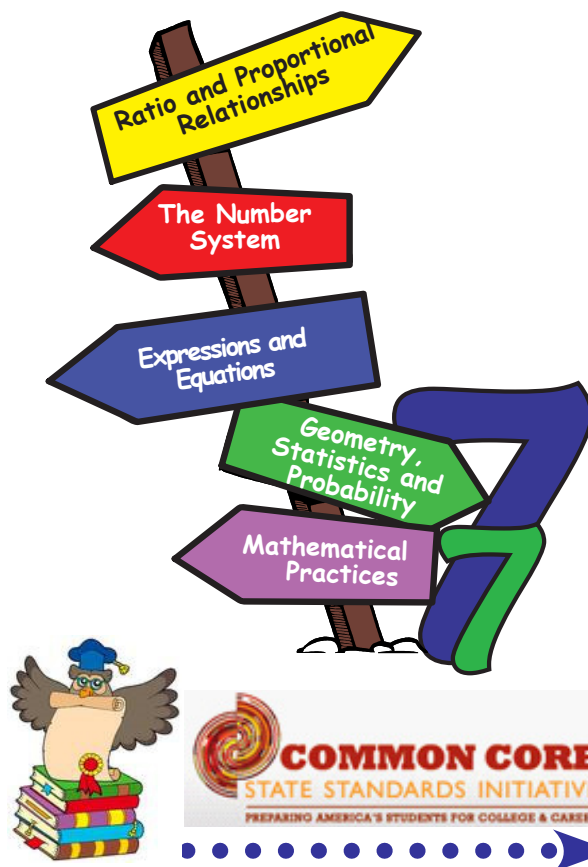 Ratio and Proportional
Relationships
The Number
System
Expressions and
Equations
Geometry,
Statistics and
Probability
Mathematical
Practices
7
7
COMMON CORE
STATE STANDARDS INITIATIVE
PREPARING AMERICA'S STUDENTS FOR COLLEGE & CAREER